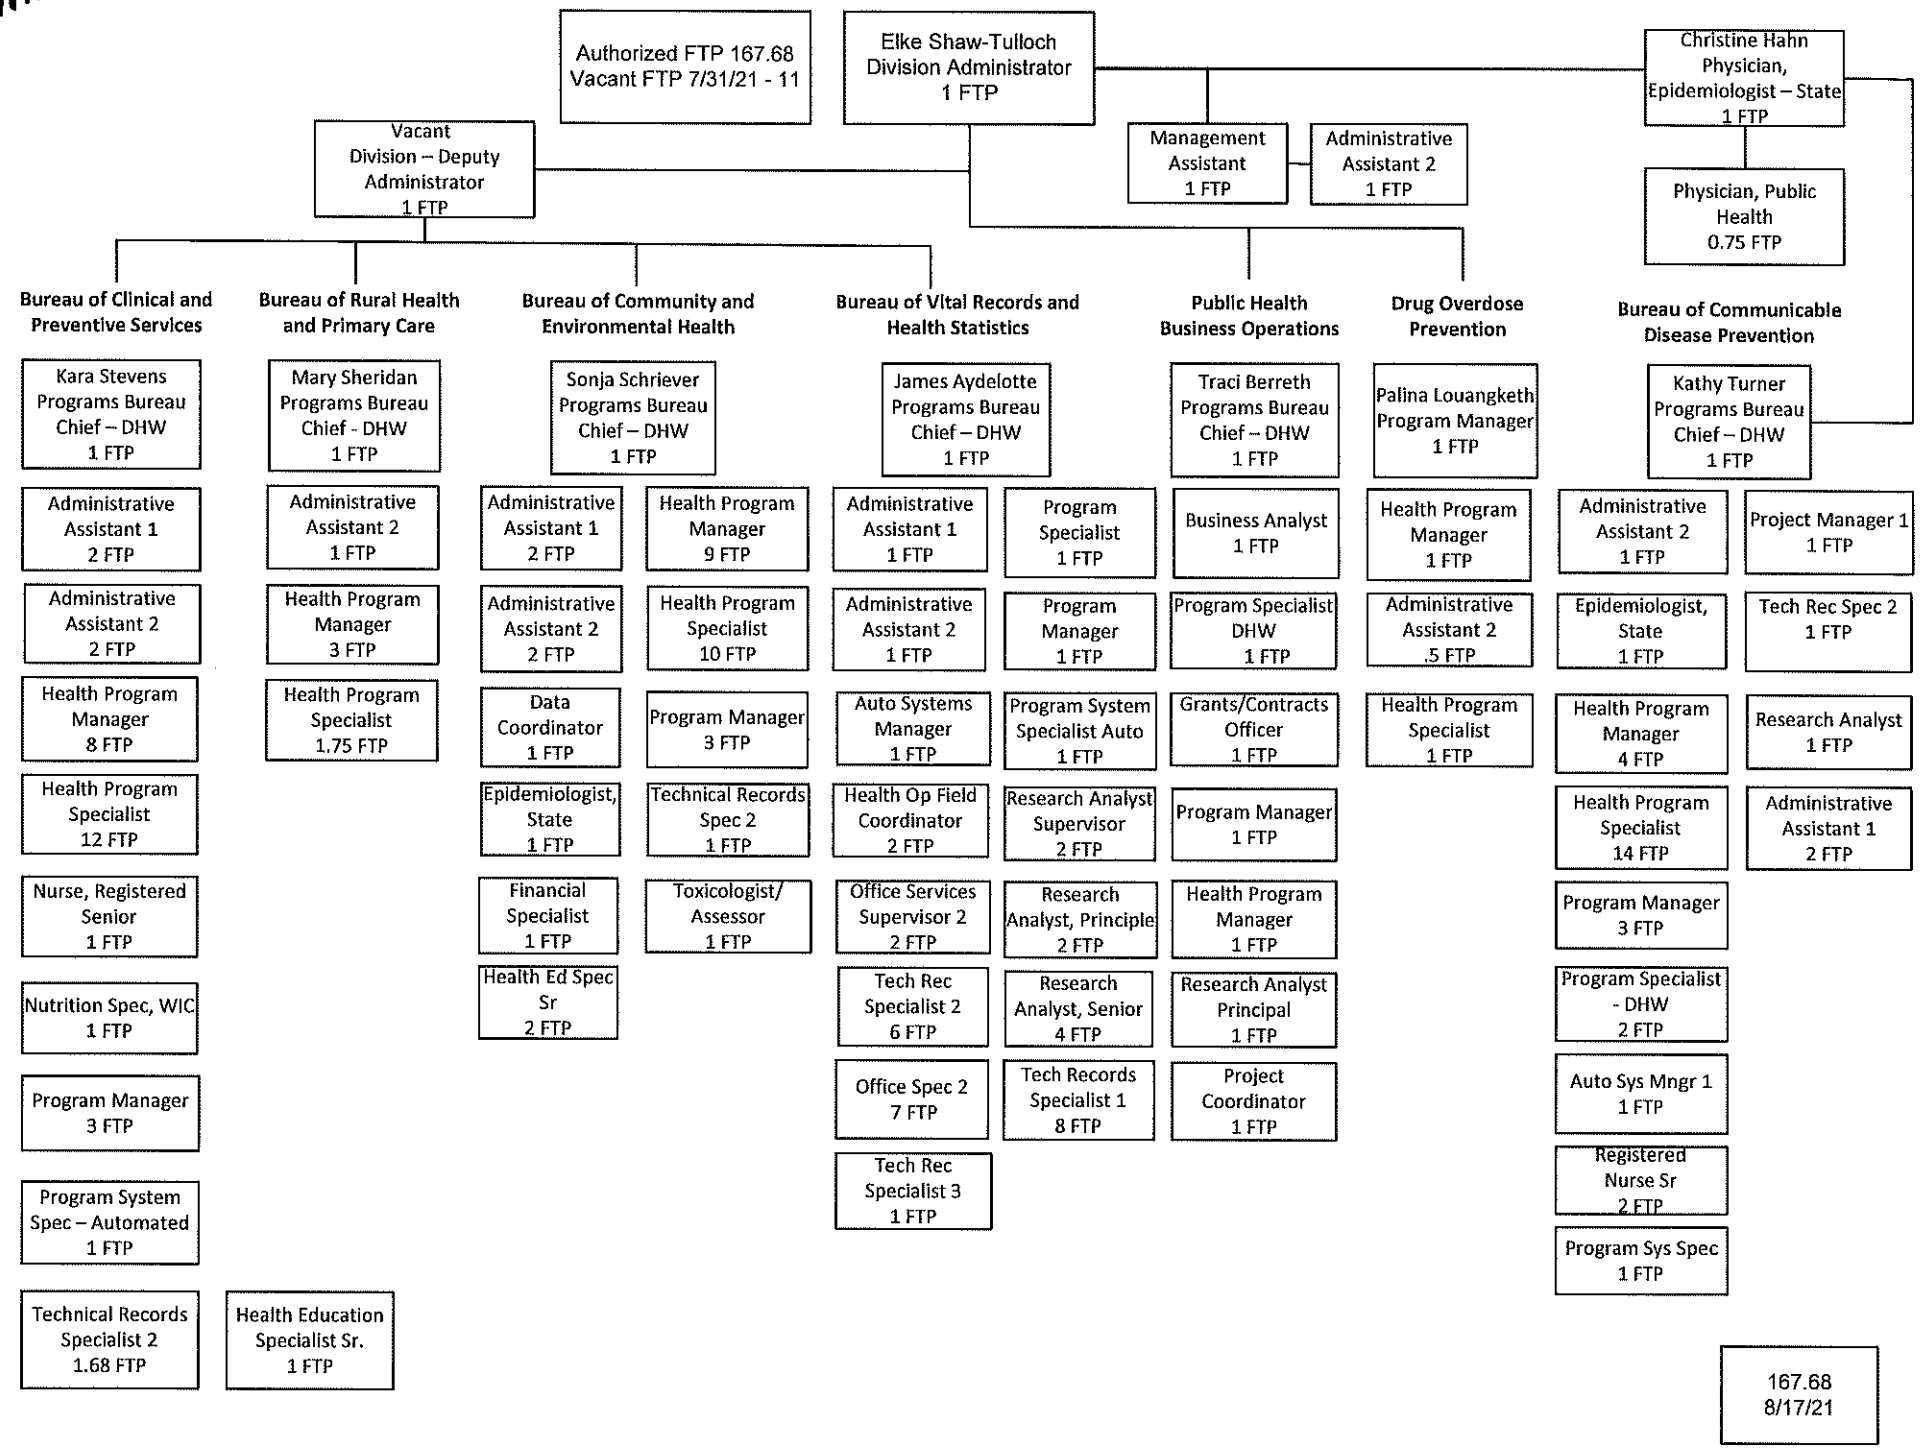 Authorized FTP 167.68
Vacant FTP 7/31/21 - 11
Elke Shaw-Tulloch
Division Administrator
1 FTP
Christine Hahn
Physician,
Epidemiologist – State
1 FTP
Vacant
Division – Deputy
Administrator
1 FTP
Management
Assistant
1 FTP
Administrative
Assistant 2
1 FTP
Physician, Public
Health
0.75 FTP
Bureau of Clinical and
Preventive Services
Kara Stevens
Programs Bureau
Chief – DHW
1 FTP
Administrative
Assistant 1
2 FTP
Administrative
Assistant 2
2 FTP
Health Program
Manager
8 FTP
Health Program
Specialist
12 FTP
Nurse, Registered
Senior
1 FTP
Nutrition Spec, WIC
1 FTP
Program Manager
3 FTP
Program System
Spec – Automated
1 FTP
Technical Records
Specialist 2
1.68 FTP
Health Education
Specialist Sr.
1 FTP
Bureau of Rural Health
and Primary Care
Mary Sheridan
Programs Bureau
Chief - DHW
1 FTP
Administrative
Assistant 2
1 FTP
Health Program
Manager
3 FTP
Health Program
Specialist
1.75 FTP
Bureau of Community and
Environmental Health
Sonja Schriever
Programs Bureau
Chief – DHW
1 FTP
Administrative
Assistant 1
2 FTP
Administrative
Assistant 2
2 FTP
Data
Coordinator
1 FTP
Epidemiologist,
State
1 FTP
Financial
Specialist
1 FTP
Health Ed Spec
Sr
2 FTP
Health Program
Manager
9 FTP
Health Program
Specialist
10 FTP
Program Manager
3 FTP
Technical Records
Spec 2
1 FTP
Toxicologist/
Assessor
1 FTP
Bureau of Vital Records and
Health Statistics
James Aydelotte
Programs Bureau
Chief – DHW
1 FTP
Administrative
Assistant 1
1 FTP
Administrative
Assistant 2
1 FTP
Auto Systems
Manager
1 FTP
Health Op Field
Coordinator
2 FTP
Office Services
Supervisor 2
2 FTP
Tech Rec
Specialist 2
6 FTP
Office Spec 2
7 FTP
Tech Rec
Specialist 3
1 FTP
Program
Specialist
1 FTP
Program
Manager
1 FTP
Program System
Specialist Auto
1 FTP
Research Analyst
Supervisor
2 FTP
Research
Analyst, Principle
2 FTP
Research
Analyst, Senior
4 FTP
Tech Records
Specialist 1
8 FTP
Public Health
Business Operations
Traci Berreth
Programs Bureau
Chief – DHW
1 FTP
Business Analyst
1 FTP
Program Specialist
DHW
1 FTP
Grants/Contracts
Officer
1 FTP
Program Manager
1 FTP
Health Program
Manager
1 FTP
Research Analyst
Principal
1 FTP
Project
Coordinator
1 FTP
Drug Overdose
Prevention
Palina Louangketh
Program Manager
1 FTP
Health Program
Manager
1 FTP
Administrative
Assistant 2
.5 FTP
Health Program
Specialist
1 FTP
Bureau of Communicable
Disease Prevention
Kathy Turner
Programs Bureau
Chief – DHW
1 FTP
Administrative
Assistant 2
1 FTP
Epidemiologist,
State
1 FTP
Health Program
Manager
4 FTP
Health Program
Specialist
14 FTP
Program Manager
3 FTP
Program Specialist
- DHW
2 FTP
Auto Sys Mngr 1
1 FTP
Registered
Nurse Sr
2 FTP
Program Sys Spec
1 FTP
Project Manager 1
1 FTP
Tech Rec Spec 2
1 FTP
Research Analyst
1 FTP
Administrative
Assistant 1
2 FTP
167.68
8/17/21